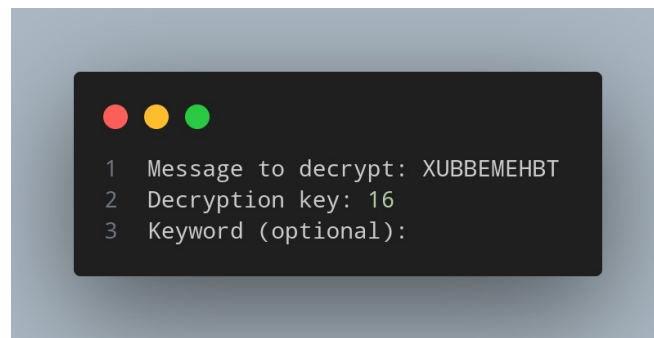 1 Message to decrypt: XUBBEMEHBT
2 Decryption key: 16
3 Keyword (optional):